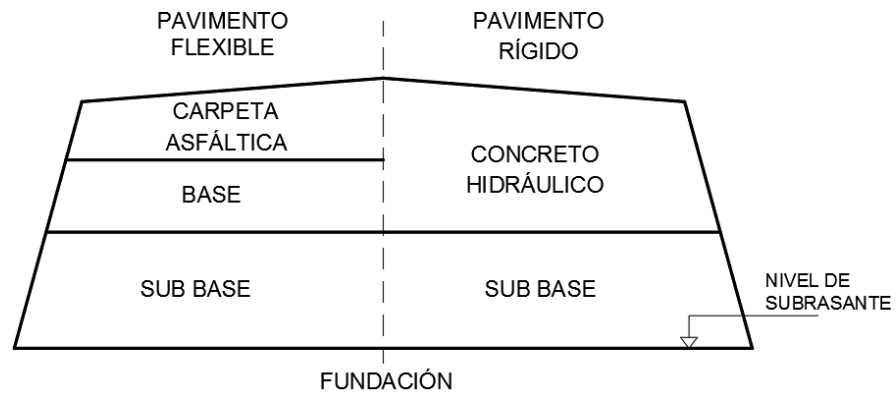 PAVIMENTO
FLEXIBLE
PAVIMENTO
RÍGIDO
CARPETA
ASFÁLTICA
CONCRETO
HIDRÁULICO
BASE
SUB BASE
SUB BASE
NIVEL DE
SUBRASANTE
FUNDACIÓN